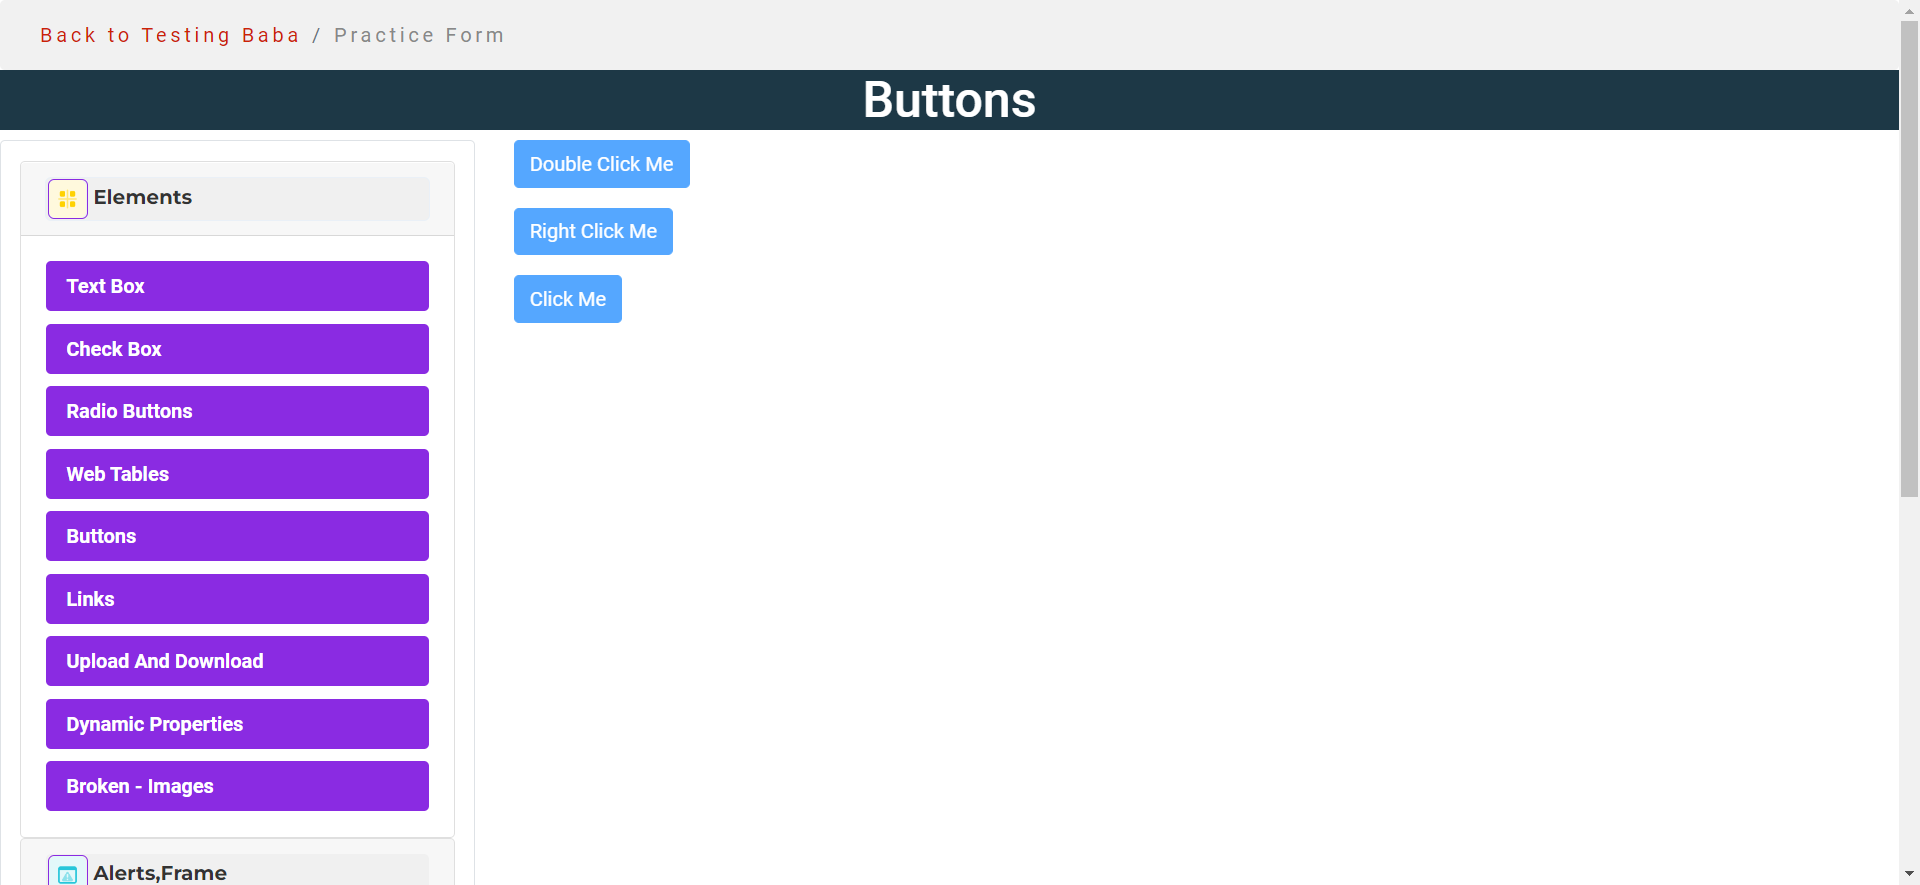 Back to Testing Baba / Practice Form
Buttons
Elements
Text Box
Check Box
Radio Buttons
Web Tables
Buttons
Links
Upload And Download
Dynamic Properties
Broken - Images
Alerts,Frame
Double Click Me
Right Click Me
Click Me